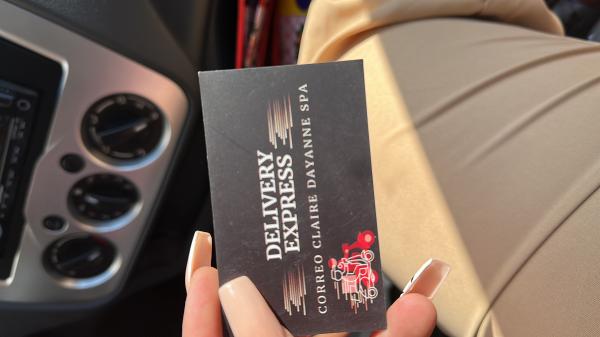 DELIVERY
EXPRESS
CORREO CLAIRE DAYANNE SPA